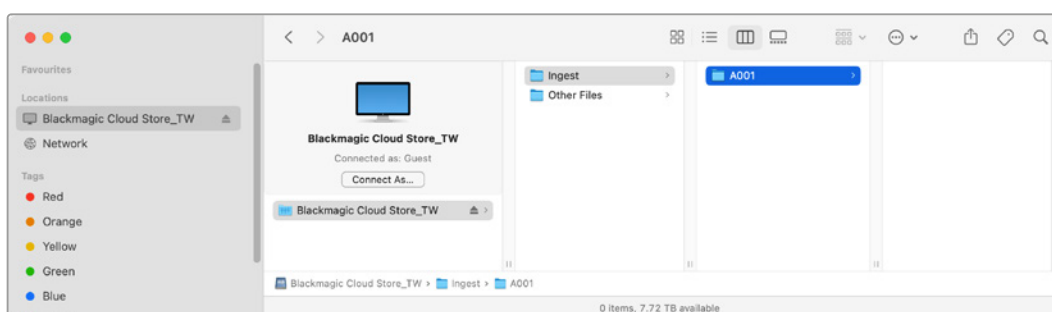 A001
Favourites
Locations
Blackmagic Cloud Store_TW
Network
Tags
Red
Orange
Yellow
Green
Blue
Blackmagic Cloud Store_TW
Connected as: Guest
Connect As...
Blackmagic Cloud Store_TW
Ingest
Other Files
A001
Blackmagic Cloud Store_TW › Ingest › A001
0 items, 7.72 TB available